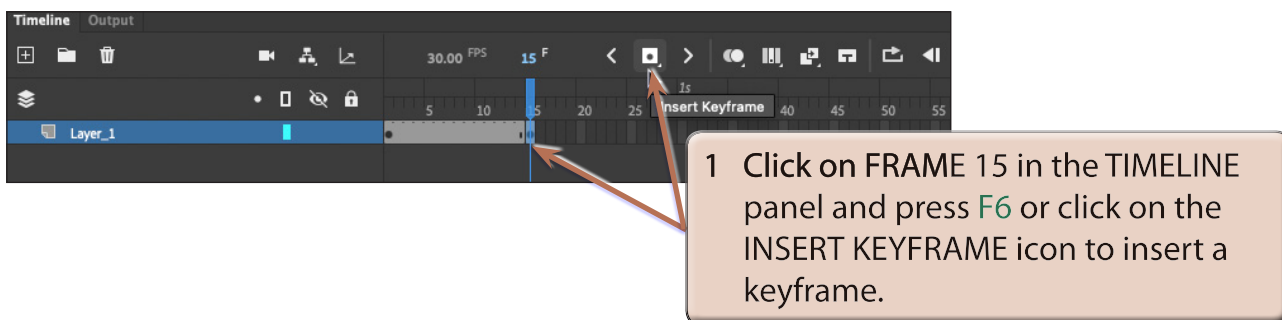 Timeline Output
30.00 FPS 15 F
1s
5 10 15 20 25 40 45 50 55
Insert Keyframe
Layer_1
1 Click on FRAME 15 in the TIMELINE
panel and press F6 or click on the
INSERT KEYFRAME icon to insert a
keyframe.